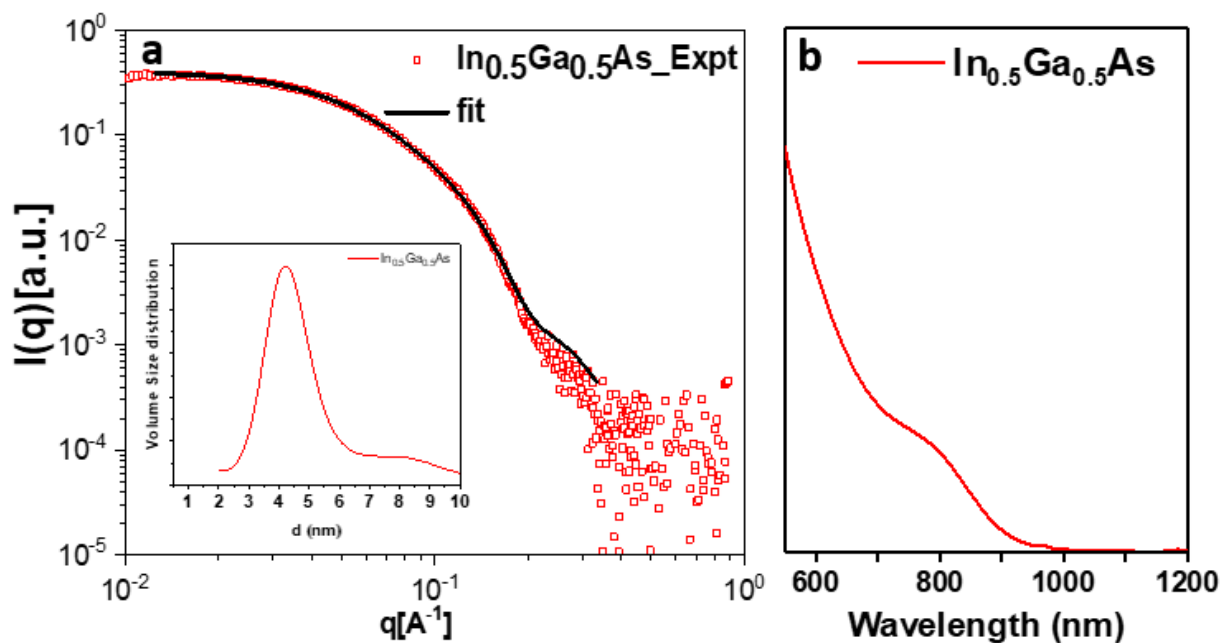 a
In0.5Ga0.5As_Expt
fit
I(q)[a.u.]
10^0
10^-1
10^-2
10^-3
10^-4
10^-5
In0.5Ga0.5As
Volume Size distribution
1 2 3 4 5 6 7 8 9 10
d (nm)
10^-2 10^-1 10^0
q[A^-1]
b
In0.5Ga0.5As
600 800 1000 1200
Wavelength (nm)